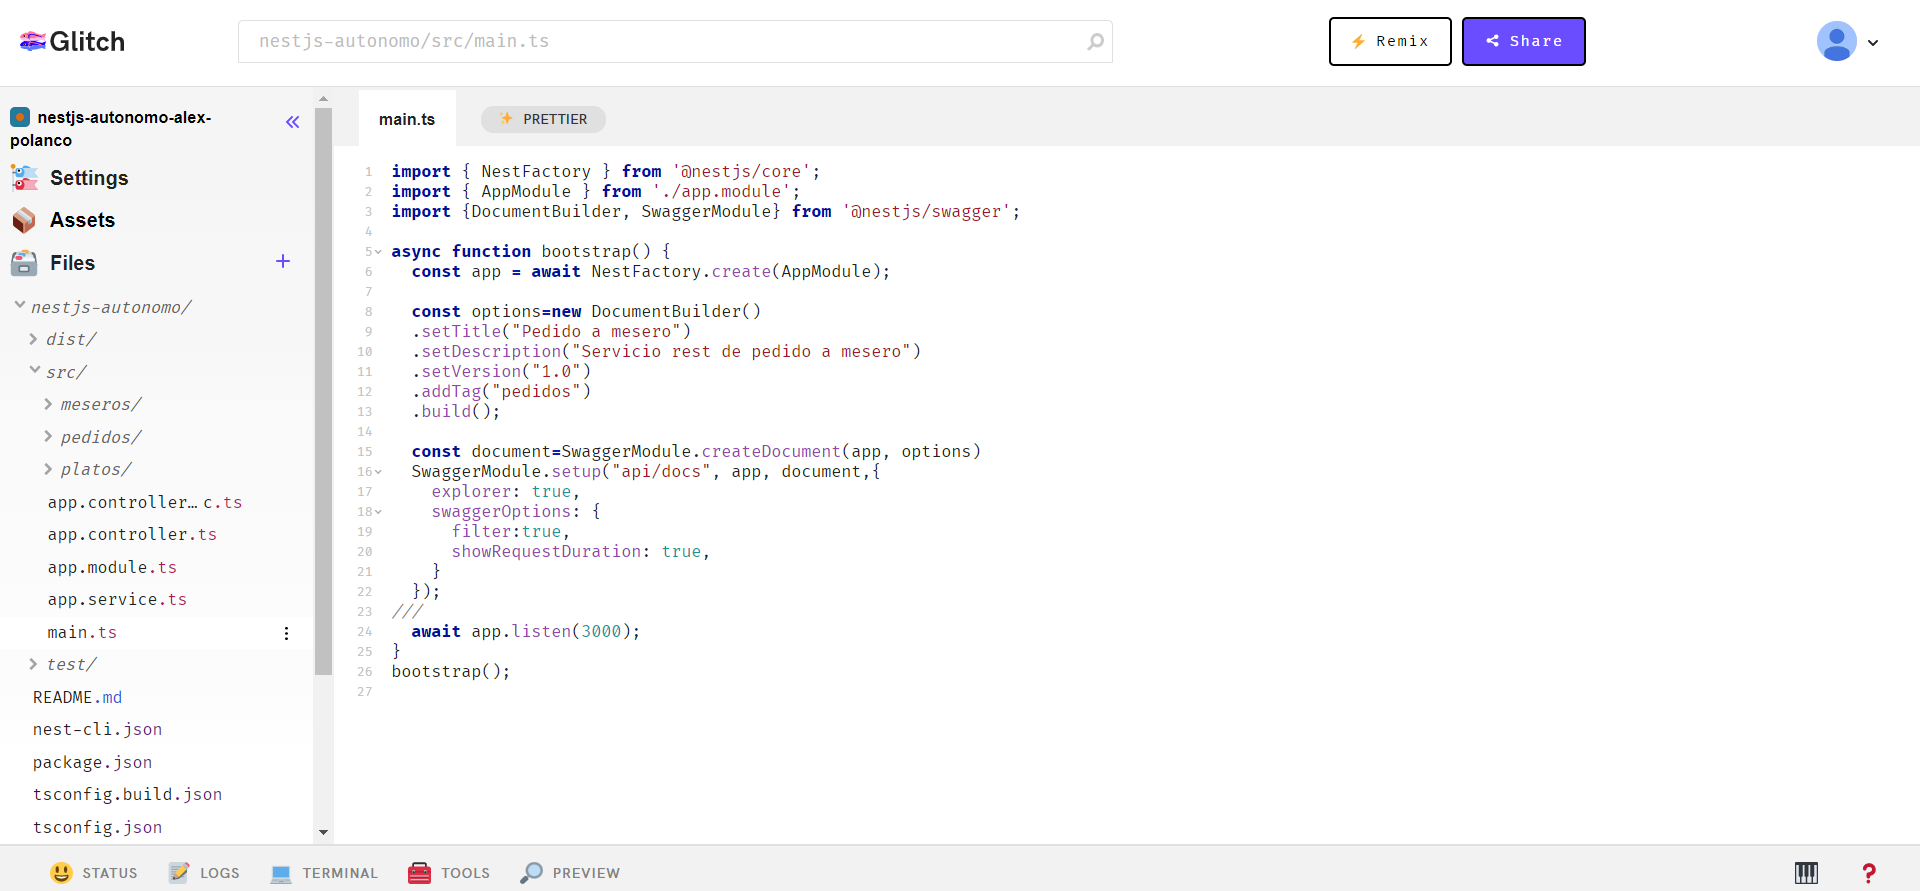 Glitch
nestjs-autonomo/src/main.ts
Remix
Share
nestjs-autonomo-alex-
polanco
Settings
Assets
Files
+
nestjs-autonomo/
dist/
src/
meseros/
pedidos/
platos/
app.controller… c.ts
app.controller.ts
app.module.ts
app.service.ts
main.ts
test/
README.md
nest-cli.json
package.json
tsconfig.build.json
tsconfig.json
main.ts
PRETTIER
1 import { NestFactory } from '@nestjs/core';
2 import { AppModule } from './app.module';
3 import {DocumentBuilder, SwaggerModule} from '@nestjs/swagger';
4
5 async function bootstrap() {
6   const app = await NestFactory.create(AppModule);
7
8   const options=new DocumentBuilder()
9   .setTitle("Pedido a mesero")
10   .setDescription("Servicio rest de pedido a mesero")
11   .setVersion("1.0")
12   .addTag("pedidos")
13   .build();
14
15   const document=SwaggerModule.createDocument(app, options)
16   SwaggerModule.setup("api/docs", app, document,{
17     explorer: true,
18     swaggerOptions: {
19       filter:true,
20       showRequestDuration: true,
21     }
22   });
23 ///
24   await app.listen(3000);
25 }
26 bootstrap();
27
STATUS
LOGS
TERMINAL
TOOLS
PREVIEW
?